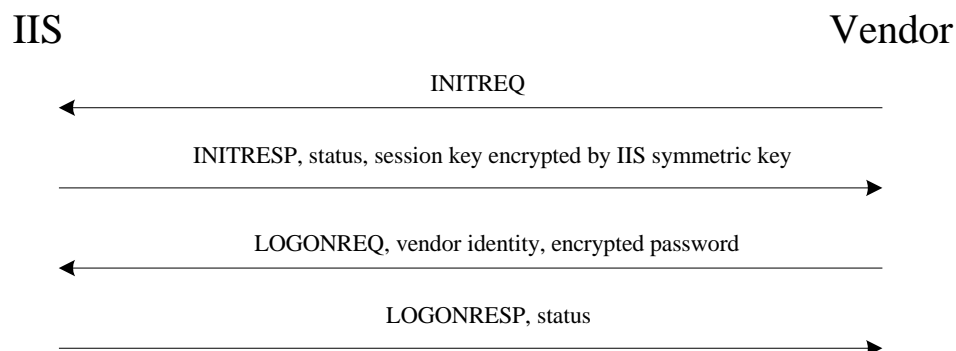 IIS
Vendor
INITREQ
INITRESP, status, session key encrypted by IIS symmetric key
LOGONREQ, vendor identity, encrypted password
LOGONRESP, status